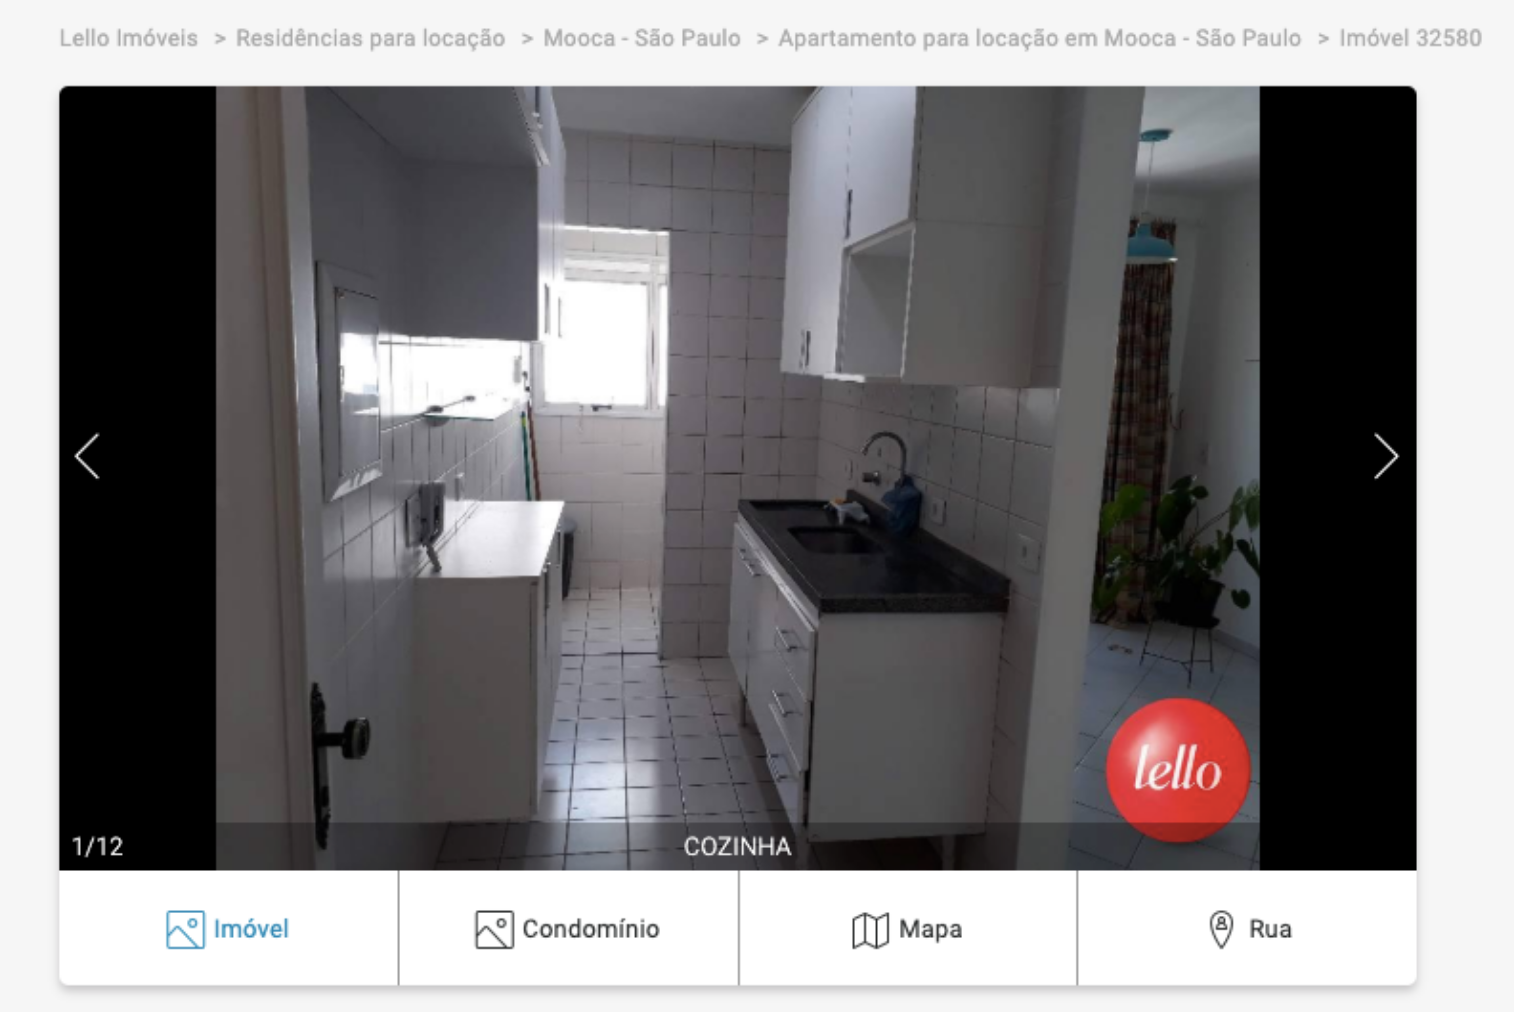 Lello Imóveis > Residências para locação > Mooca - São Paulo > Apartamento para locação em Mooca - São Paulo > Imóvel 32580
lello
1/12
COZINHA
Imóvel
Condomínio
Mapa
Rua